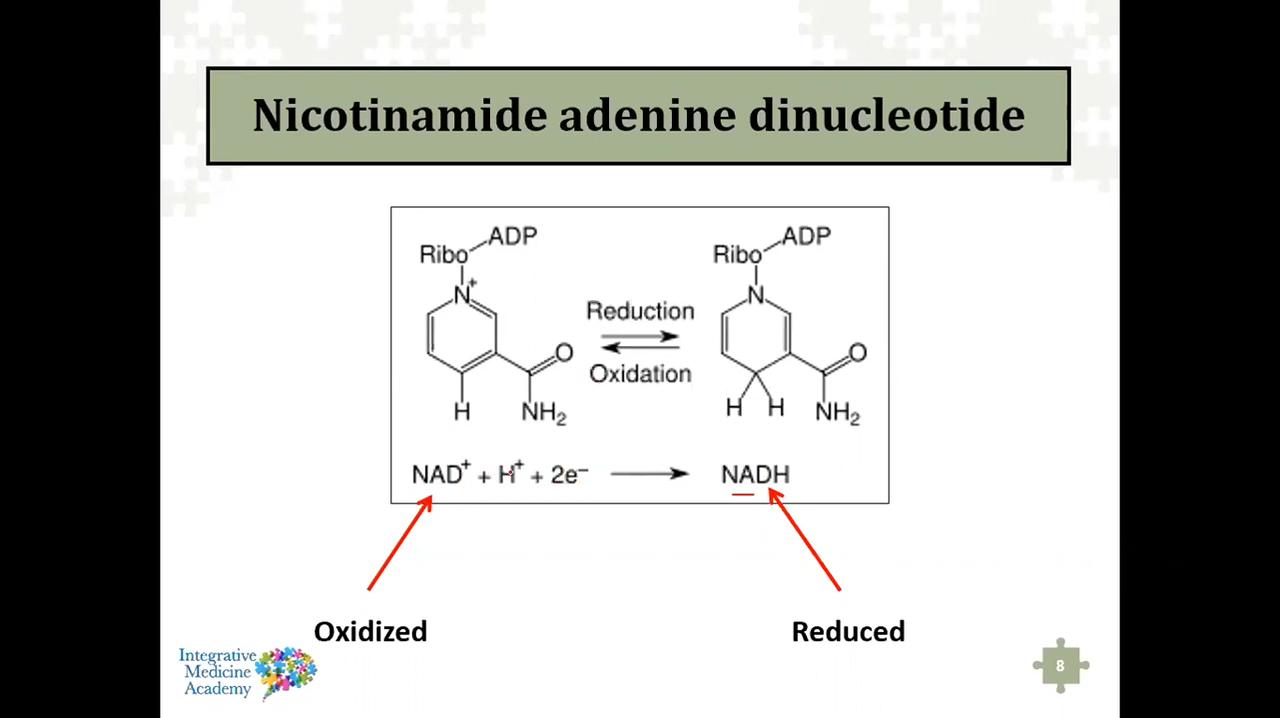 Nicotinamide adenine dinucleotide
Ribo ADP
N+
H
O
NH₂
Reduction
Oxidation
Ribo ADP
N
H H
O
NH₂
NAD⁺ + H⁺ + 2e⁻ ⟶ NADH
Oxidized
Reduced
Integrative
Medicine
Academy
8